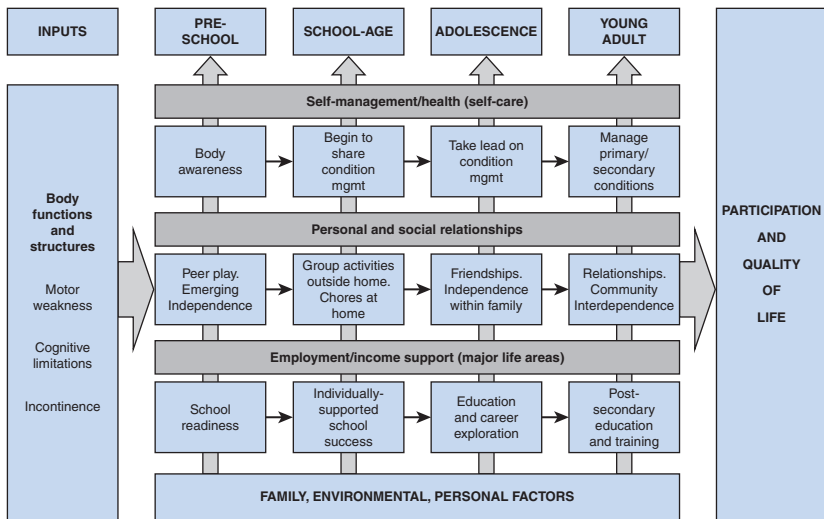 INPUTS
PRE-
SCHOOL
SCHOOL-AGE
ADOLESCENCE
YOUNG
ADULT
Self-management/health (self-care)
Body
awareness
Begin to
share
condition
mgmt
Take lead on
condition
mgmt
Manage
primary/
secondary
conditions
Body
functions
and
structures
Motor
weakness
Cognitive
limitations
Incontinence
Personal and social relationships
Peer play.
Emerging
Independence
Group activities
outside home.
Chores at
home
Friendships.
Independence
within family
Relationships.
Community
Interdependence
Employment/income support (major life areas)
School
readiness
Individually-
supported
school
success
Education
and career
exploration
Post-
secondary
education
and training
FAMILY, ENVIRONMENTAL, PERSONAL FACTORS
PARTICIPATION
AND
QUALITY
OF
LIFE